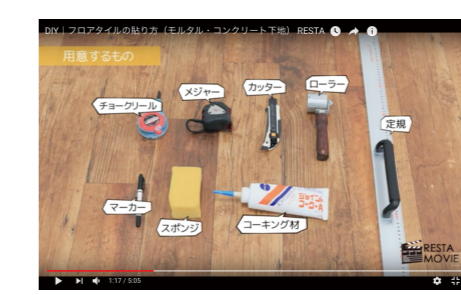 DIY｜フロアタイルの貼り方（モルタル・コンクリート下地） RESTA
用意するもの
チョークリール
メジャー
カッター
ローラー
定規
マーカー
スポンジ
コーキング材
RESTA
MOVIE
1:17 / 5:05